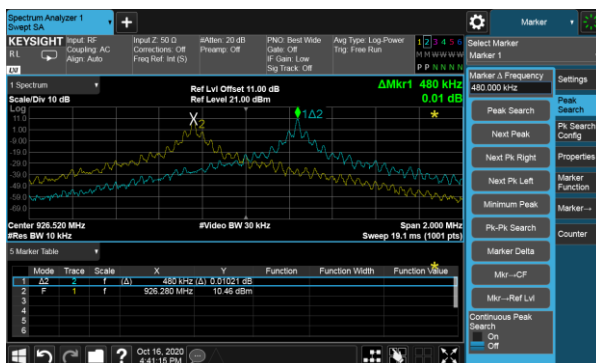 Spectrum Analyzer 1
Swept SA
Marker
KEYSIGHT
RL
Input: RF
Coupling: AC
Align: Auto
Input Z: 50 Ω
Corrections: Off
Freq Ref: Int (S)
#Atten: 20 dB
Preamp: Off
PNO: Best Wide
Gate: Off
IF Gain: Low
Sig Track: Off
Avg Type: Log-Power
Trig: Free Run
1 2 3 4 5 6
M M W W W W
P P N N N N
Select Marker
Marker 1
1 Spectrum
Scale/Div 10 dB
Ref Lvl Offset 11.00 dB
Ref Level 21.00 dBm
ΔMkr1 480 kHz
0.01 dB
Log
11.0
1.00
-9.00
-19.0
-29.0
-39.0
-49.0
-59.0
-69.0
X2
1Δ2
Center 926.520 MHz
#Res BW 10 kHz
#Video BW 30 kHz
Span 2.000 MHz
Sweep 19.1 ms (1001 pts)
5 Marker Table
Mode Trace Scale X Y Function Function Width Function Value
1 Δ2 2 f (Δ) 480 kHz (Δ) 0.01021 dB
2 F 1 f 926.280 MHz 10.46 dBm
3
4
5
6
Marker Δ Frequency
480.000 kHz
Peak Search
Next Peak
Next Pk Right
Next Pk Left
Minimum Peak
Pk-Pk Search
Marker Delta
Mkr→CF
Mkr→Ref Lvl
Continuous Peak
Search
On
Off
Settings
Peak
Search
Pk Search
Config
Properties
Marker
Function
Marker→
Counter
Oct 16, 2020
4:41:15 PM